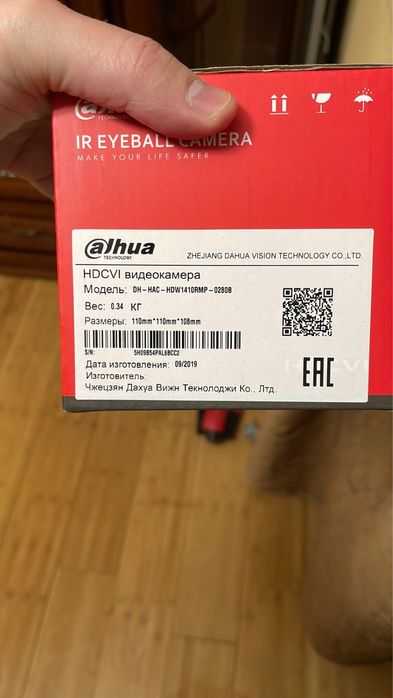 TECHNOLOGY
IR EYEBALL CAMERA
MAKE YOUR LIFE SAFER
alhua
TECHNOLOGY
ZHEJIANG DAHUA VISION TECHNOLOGY CO.,LTD.
HDCVI видеокамера
Модель: DH-HAC-HDW1410RMP-0280B
Вес: 0.34 КГ
Размеры: 110mm*110mm*108mm
S/N: 5H09B54PAL6BCC2
Дата изготовления: 09/2019
Изготовитель:
Чжецзян Дахуа Вижн Текнолоджи Ко., Лтд.
EAC